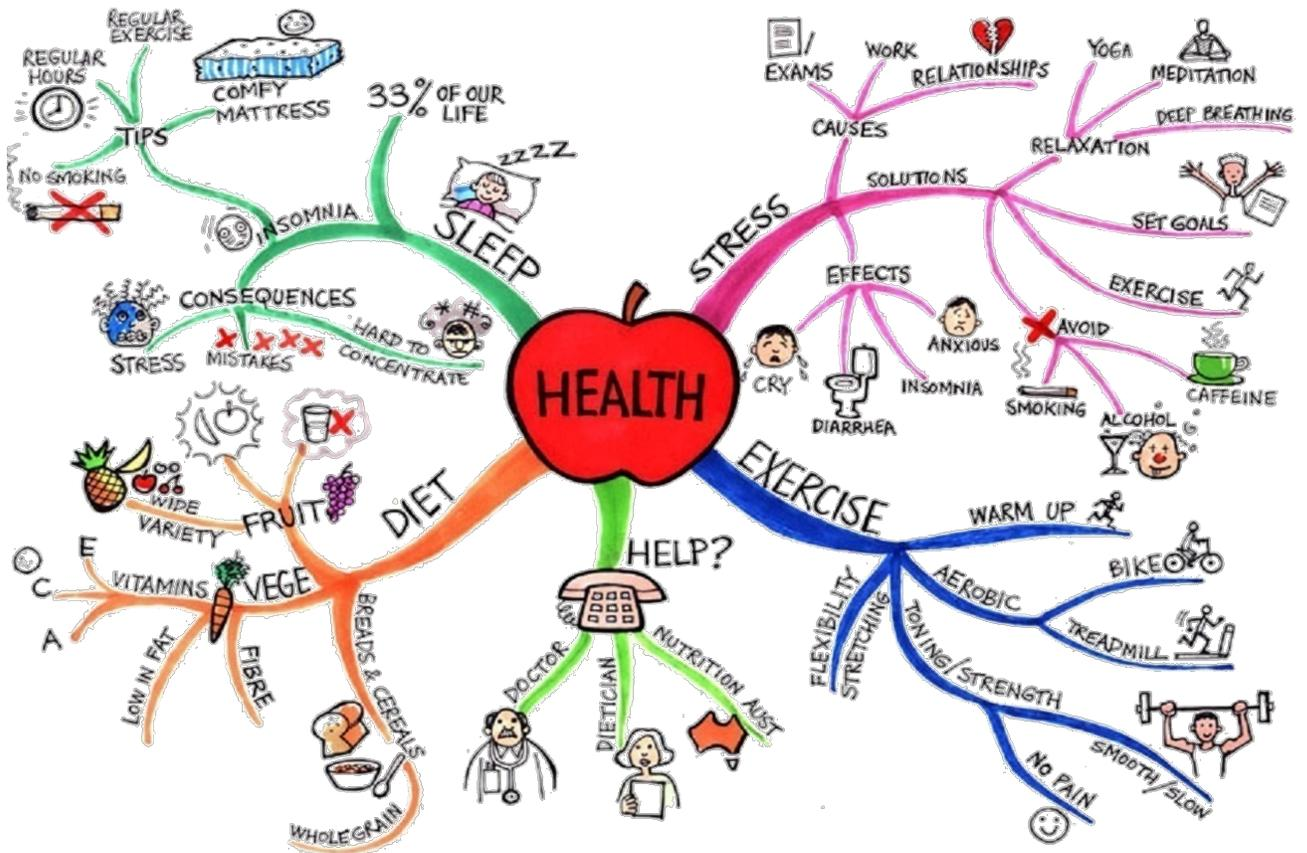 HEALTH
SLEEP
33% OF OUR
LIFE
ZZZZ
INSOMNIA
TIPS
REGULAR
EXERCISE
REGULAR
HOURS
COMFY
MATTRESS
NO SMOKING
CONSEQUENCES
STRESS
MISTAKES
HARD TO
CONCENTRATE
*#*
STRESS
CAUSES
EXAMS
WORK
RELATIONSHIPS
SOLUTIONS
RELAXATION
YOGA
MEDITATION
DEEP BREATHING
SET GOALS
EXERCISE
AVOID
SMOKING
ALCOHOL
CAFFEINE
EFFECTS
CRY
DIARRHEA
INSOMNIA
ANXIOUS
DIET
FRUIT
WIDE
VARIETY
VEGE
VITAMINS
E
C
A
LOW IN FAT
FIBRE
BREADS & CEREALS
WHOLEGRAIN
HELP?
DOCTOR
DIETICIAN
NUTRITION AUST
EXERCISE
WARM UP
AEROBIC
BIKE
TREADMILL
FLEXIBILITY
STRETCHING
TONING/STRENGTH
SMOOTH/SLOW
NO PAIN